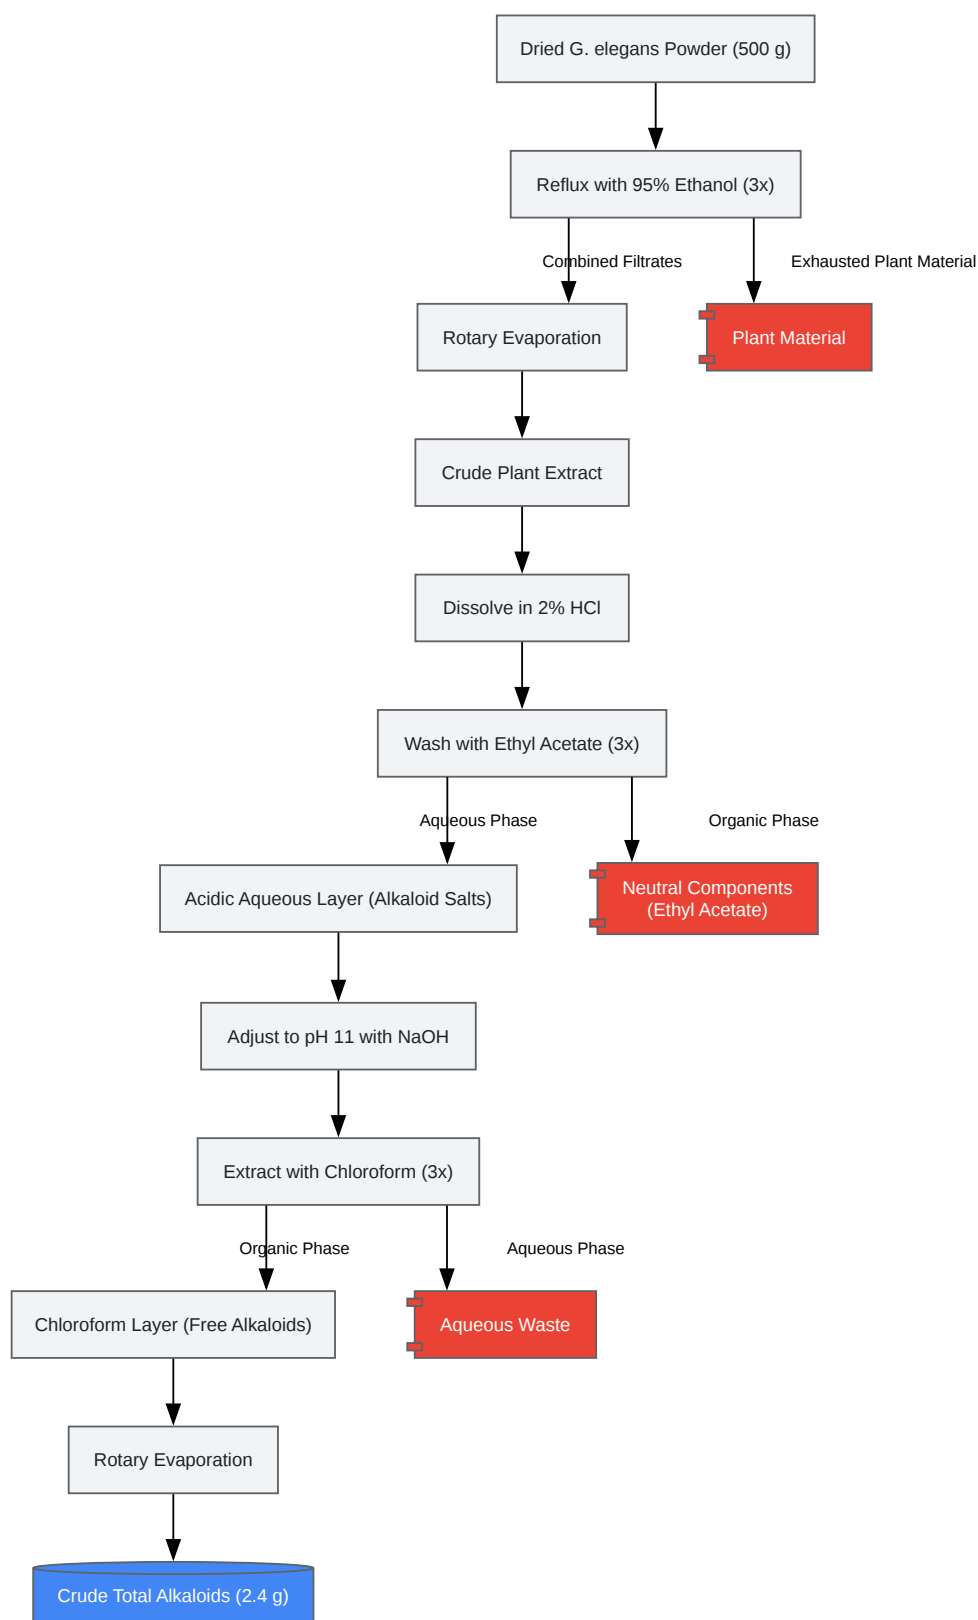 Dried G. elegans Powder (500 g)
Reflux with 95% Ethanol (3x)
Combined Filtrates
Exhausted Plant Material
Rotary Evaporation
Plant Material
Crude Plant Extract
Dissolve in 2% HCl
Wash with Ethyl Acetate (3x)
Aqueous Phase
Organic Phase
Acidic Aqueous Layer (Alkaloid Salts)
Neutral Components
(Ethyl Acetate)
Adjust to pH 11 with NaOH
Extract with Chloroform (3x)
Organic Phase
Aqueous Phase
Chloroform Layer (Free Alkaloids)
Aqueous Waste
Rotary Evaporation
Crude Total Alkaloids (2.4 g)